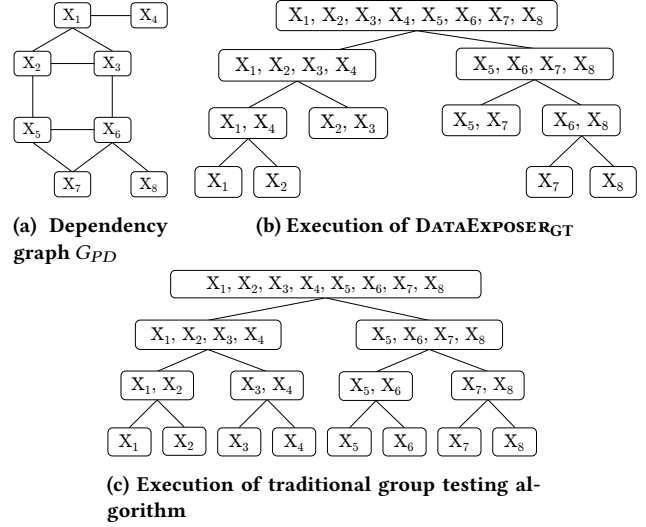 X₁ X₄
X₂ X₃
X₅ X₆
X₇ X₈
(a) Dependency
graph G_PD
X₁, X₂, X₃, X₄, X₅, X₆, X₇, X₈
X₁, X₂, X₃, X₄ X₅, X₆, X₇, X₈
X₁, X₄ X₂, X₃ X₅, X₇ X₆, X₈
X₁ X₂ X₇ X₈
(b) Execution of DATAEXPOSER_GT
X₁, X₂, X₃, X₄, X₅, X₆, X₇, X₈
X₁, X₂, X₃, X₄ X₅, X₆, X₇, X₈
X₁, X₂ X₃, X₄ X₅, X₆ X₇, X₈
X₁ X₂ X₃ X₄ X₅ X₆ X₇ X₈
(c) Execution of traditional group testing al-
gorithm